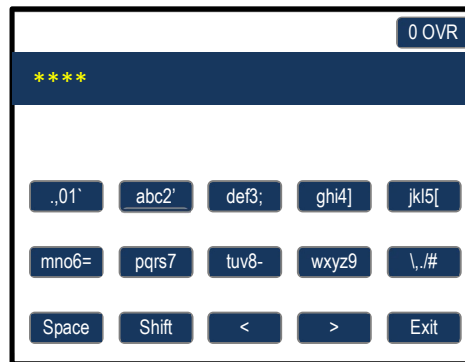 0 OVR
****
.,01`
abc2’
def3;
ghi4]
jkl5[
mno6=
pqrs7
tuv8-
wxyz9
\,./#
Space
Shift
<
>
Exit